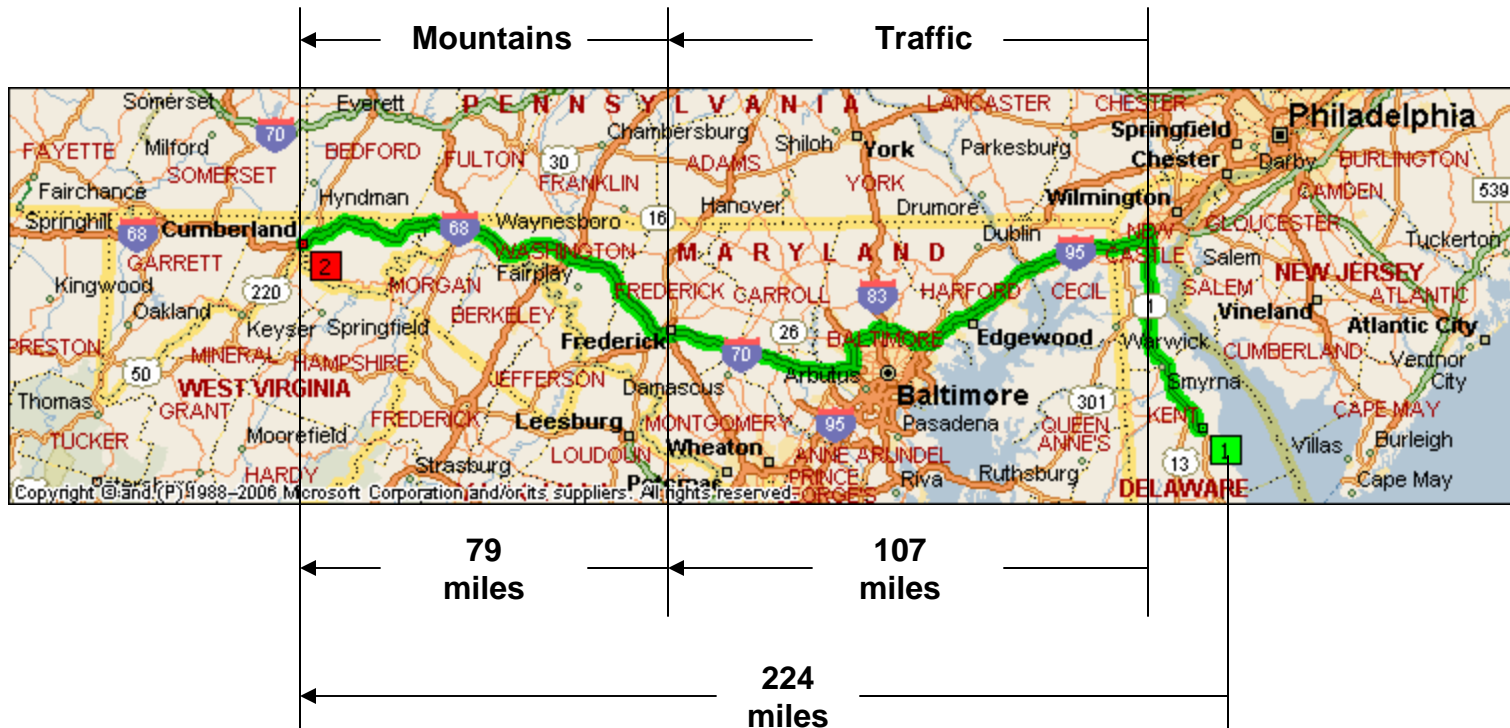 Mountains Traffic
Somerset Everett PENNSYLVANIA LANCASTER CHESTER
70 Chambersburg Shiloh York Springfield Philadelphia
FAYETTE Milford BEDFORD FULTON 30 ADAMS Parkesburg Chester Darby BURLINGTON
SOMERSET FRANKLIN YORK CAMDEN
Fairchance Hyndman Hanover Drumore Wilmington 539
Springhill 68 Cumberland 68 Waynesboro 16 NEW GLOUCESTER
GARRETT WASHINGTON MARYLAND Dublin 95 CASTLE Tuckerton
2 Fairplay Salem NEW JERSEY
Kingwood 220 MORGAN FREDERICK CARROLL 83 HARFORD CECIL SALEM ATLANTIC
Oakland Keyser Springfield BERKELEY 26 1 Vineland
PRESTON Frederick BALTIMORE Edgewood Warwick Atlantic City
MINERAL HAMPSHIRE 70 CUMBERLAND Ventnor City
50 WEST VIRGINIA JEFFERSON Damascus Arbutus Smyrna
Thomas GRANT FREDERICK Baltimore 301 KENT CAPE MAY
TUCKER Moorefield Leesburg MONTGOMERY 95 Pasadena QUEEN ANNE'S Villas Burleigh
HARDY Strasburg LOUDOUN Wheaton ANNE ARUNDEL Ruthsburg 13 1
PRINCE GEORGE'S Riva DELAWARE Cape May
Copyright © and (P) 1988–2006 Microsoft Corporation and/or its suppliers. All rights reserved.
79 miles
107 miles
224 miles